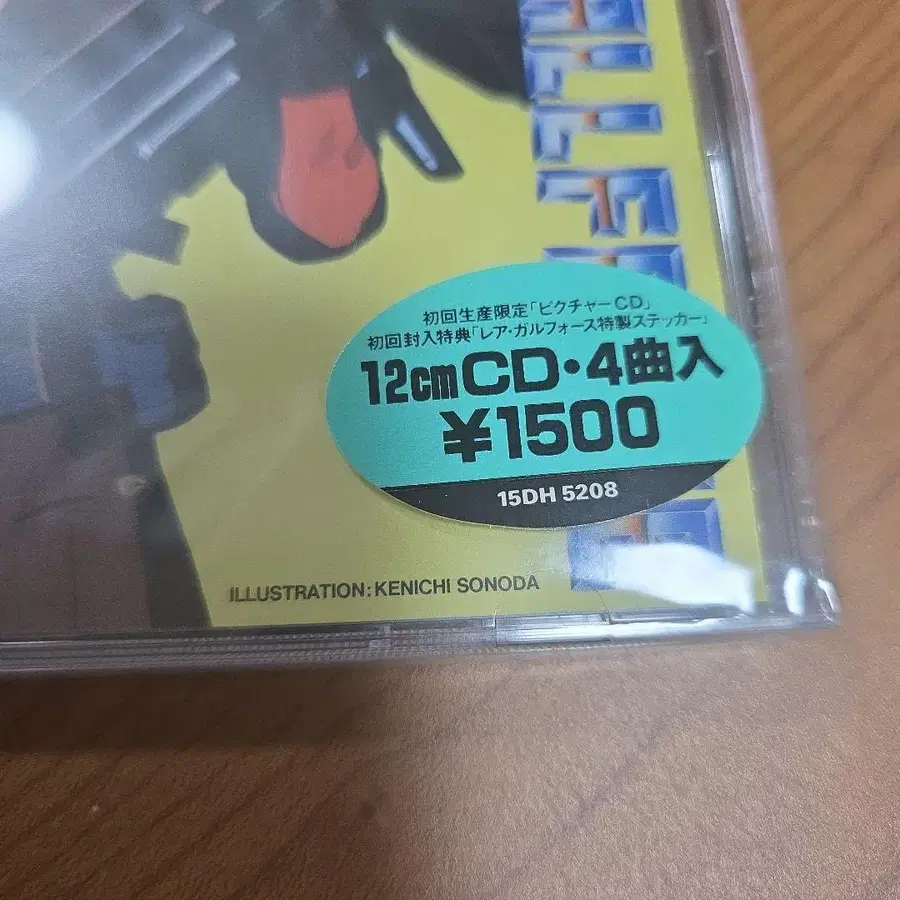 初回生産限定「ピクチャーCD」
初回封入特典「レア・ガルフォース特製ステッカー」
12cmCD・4曲入
¥1500
15DH 5208
ILLUSTRATION: KENICHI SONODA